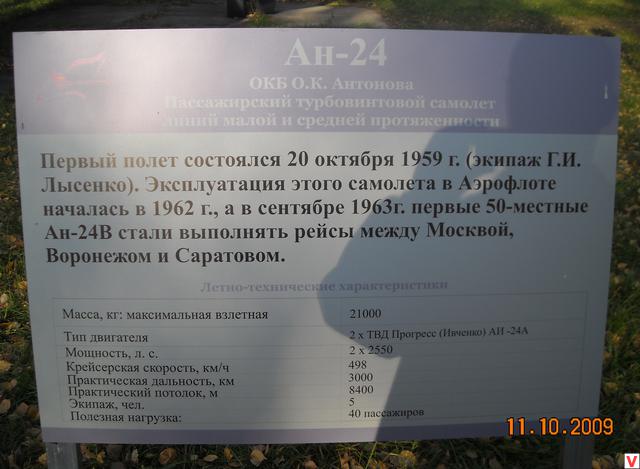 Ан-24
ОКБ О.К. Антонова
Пассажирский турбовинтовой самолет
линий малой и средней протяженности
Первый полет состоялся 20 октября 1959 г. (экипаж Г.И.
Лысенко). Эксплуатация этого самолета в Аэрофлоте
началась в 1962 г., а в сентябре 1963г. первые 50-местные
Ан-24В стали выполнять рейсы между Москвой,
Воронежом и Саратовом.
Летно-технические характеристики
Масса, кг: максимальная взлетная 21000
Тип двигателя 2 х ТВД Прогресс (Ивченко) АИ -24А
Мощность, л. с. 2 х 2550
Крейсерская скорость, км/ч 498
Практическая дальность, км 3000
Практический потолок, м 8400
Экипаж, чел. 5
Полезная нагрузка: 40 пассажиров
11.10.2009
V